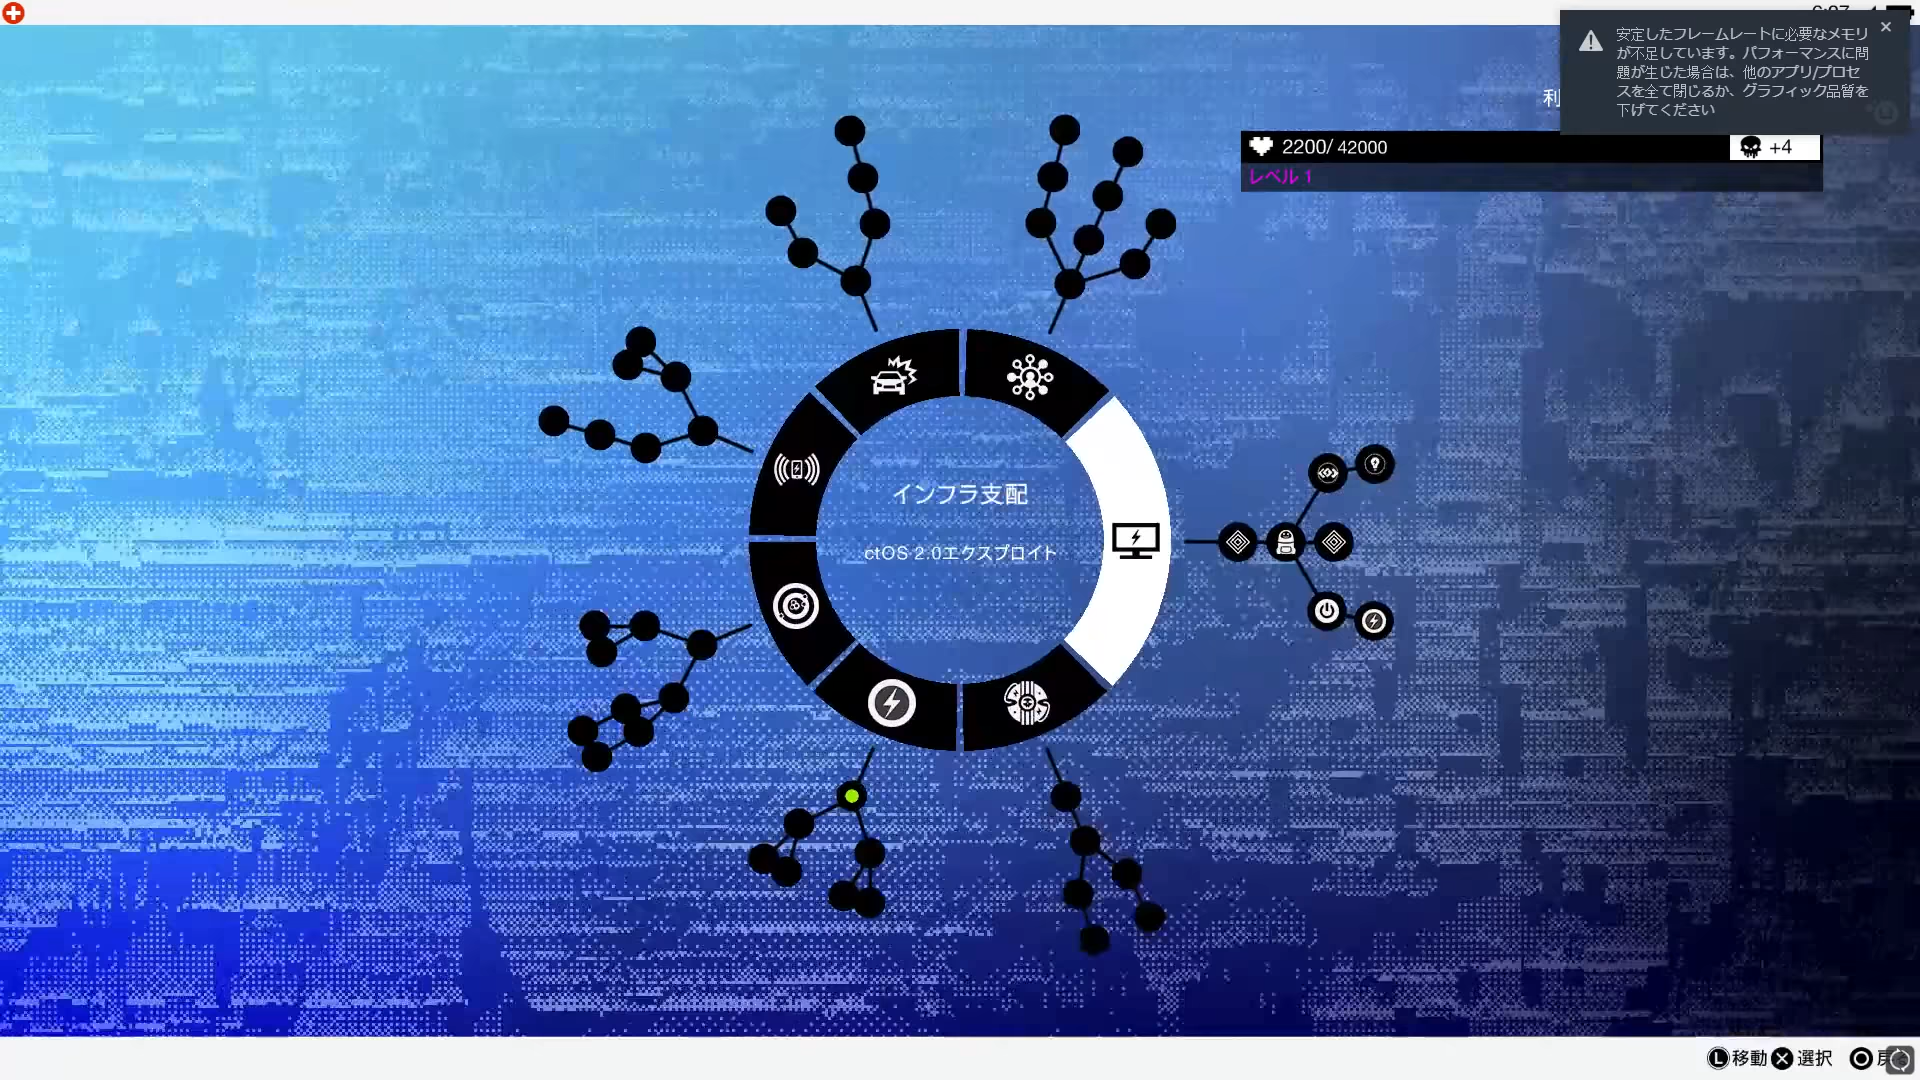 安定したフレームレートに必要なメモリ
が不足しています。パフォーマンスに問
題が生じた場合は、他のアプリ/プロセ
スを全て閉じるか、グラフィック品質を
下げてください
利
2200/ 42000
+4
レベル 1
インフラ支配
ctOS 2.0エクスプロイト
L移動 選択